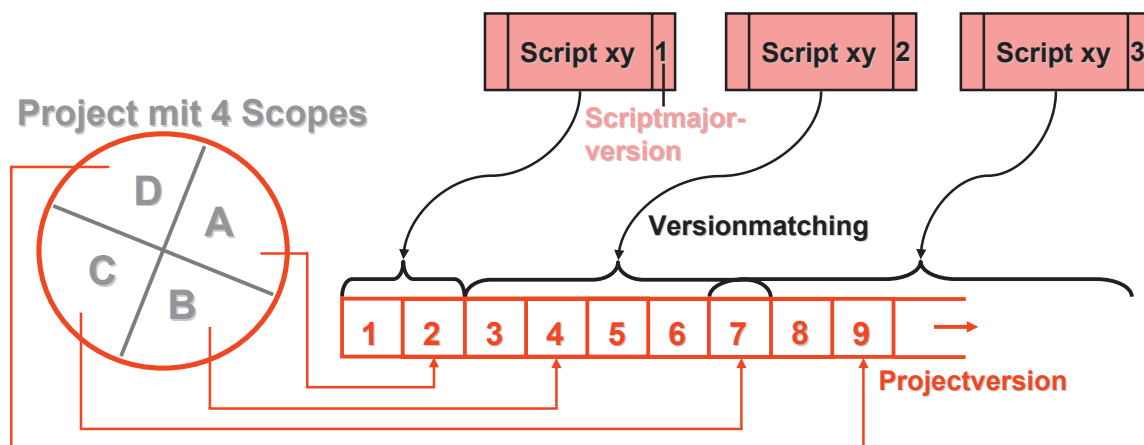 Script xy 1
Script xy 2
Script xy 3
Scriptmajor-
version
Project mit 4 Scopes
D
A
C
B
Versionmatching
1 2 3 4 5 6 7 8 9
Projectversion